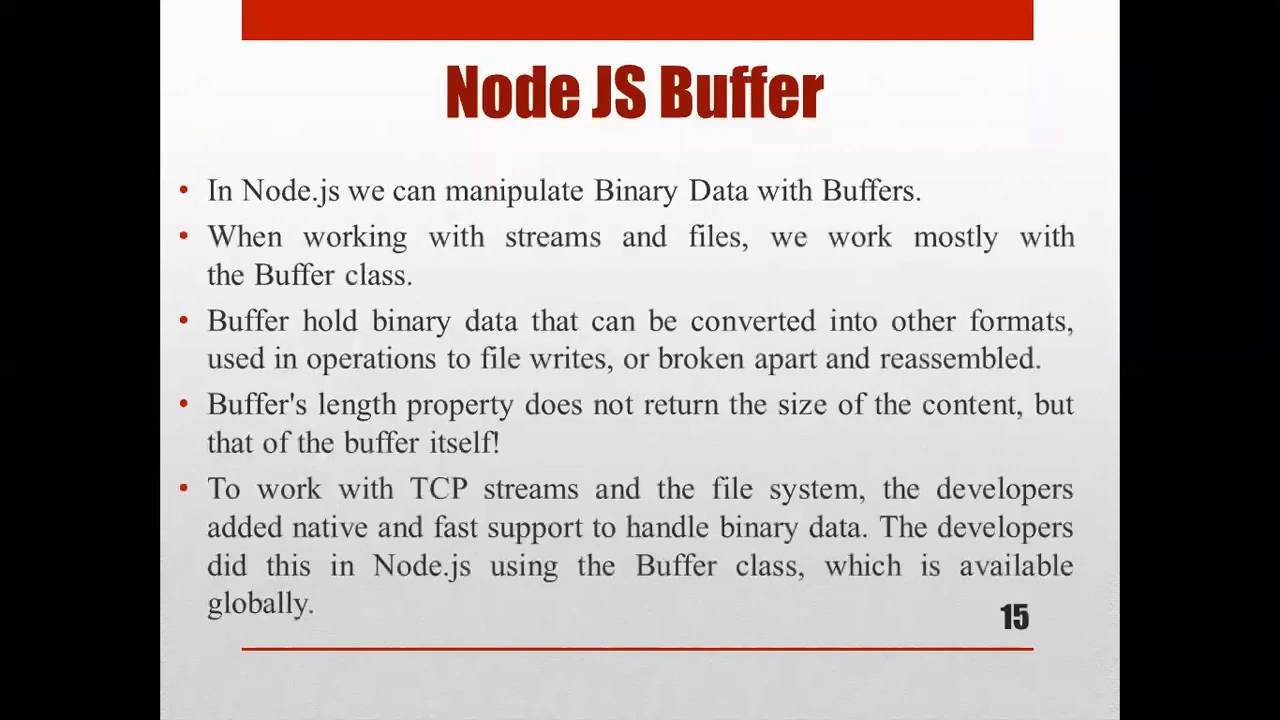 Node JS Buffer
• In Node.js we can manipulate Binary Data with Buffers.
• When working with streams and files, we work mostly with
the Buffer class.
• Buffer hold binary data that can be converted into other formats,
used in operations to file writes, or broken apart and reassembled.
• Buffer's length property does not return the size of the content, but
that of the buffer itself!
• To work with TCP streams and the file system, the developers
added native and fast support to handle binary data. The developers
did this in Node.js using the Buffer class, which is available
globally.
15